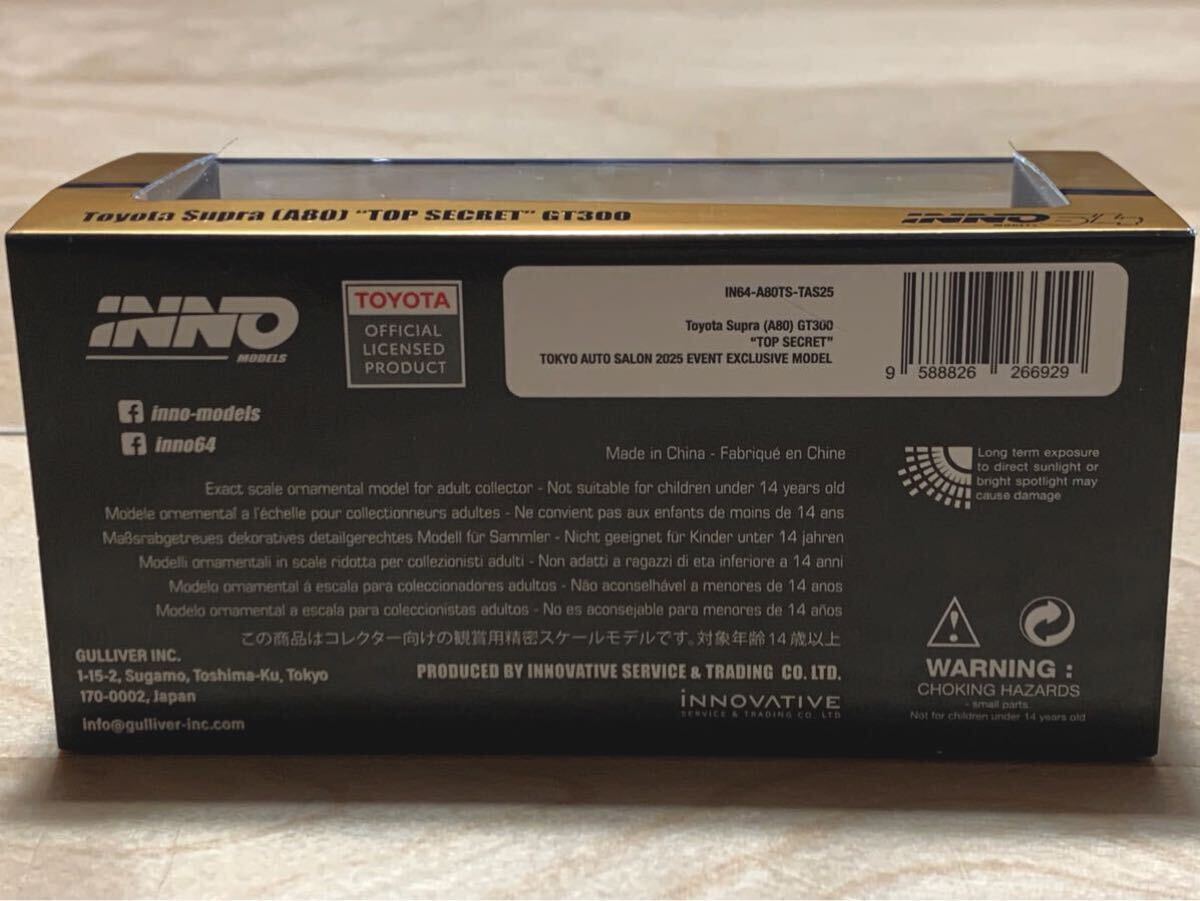 Toyota Supra (A80) "TOP SECRET" GT300
INNO64
MODELS
INNO
MODELS
TOYOTA
OFFICIAL
LICENSED
PRODUCT
IN64-A80TS-TAS25
Toyota Supra (A80) GT300
"TOP SECRET"
TOKYO AUTO SALON 2025 EVENT EXCLUSIVE MODEL
9 588826 266929
inno-models
inno64
Made in China - Fabriqué en Chine
Exact scale ornamental model for adult collector - Not suitable for children under 14 years old
Modele ornemental a l'échelle pour collectionneurs adultes - Ne convient pas aux enfants de moins de 14 ans
Maßsrabgetreues dekoratives detailgerechtes Modell für Sammler - Nicht geeignet für Kinder unter 14 jahren
Modelli ornamentali in scale ridotta per collezionisti adulti - Non adatti a ragazzi di eta inferiore a 14 anni
Modelo ornamental á escala para coleccionadores adultos - Não aconselhável a menores de 14 anos
Modelo ornamental a escala para coleccionistas adultos - No es aconsejable para menores de 14 años
この商品はコレクター向けの観賞用精密スケールモデルです。対象年齢14歳以上
Long term exposure
to direct sunlight or
bright spotlight may
cause damage
GULLIVER INC.
1-15-2, Sugamo, Toshima-Ku, Tokyo
170-0002, Japan
info@gulliver-inc.com
PRODUCED BY INNOVATIVE SERVICE & TRADING CO. LTD.
INNOVATIVE
SERVICE & TRADING CO. LTD
WARNING :
CHOKING HAZARDS
- small parts
Not for children under 14 years old